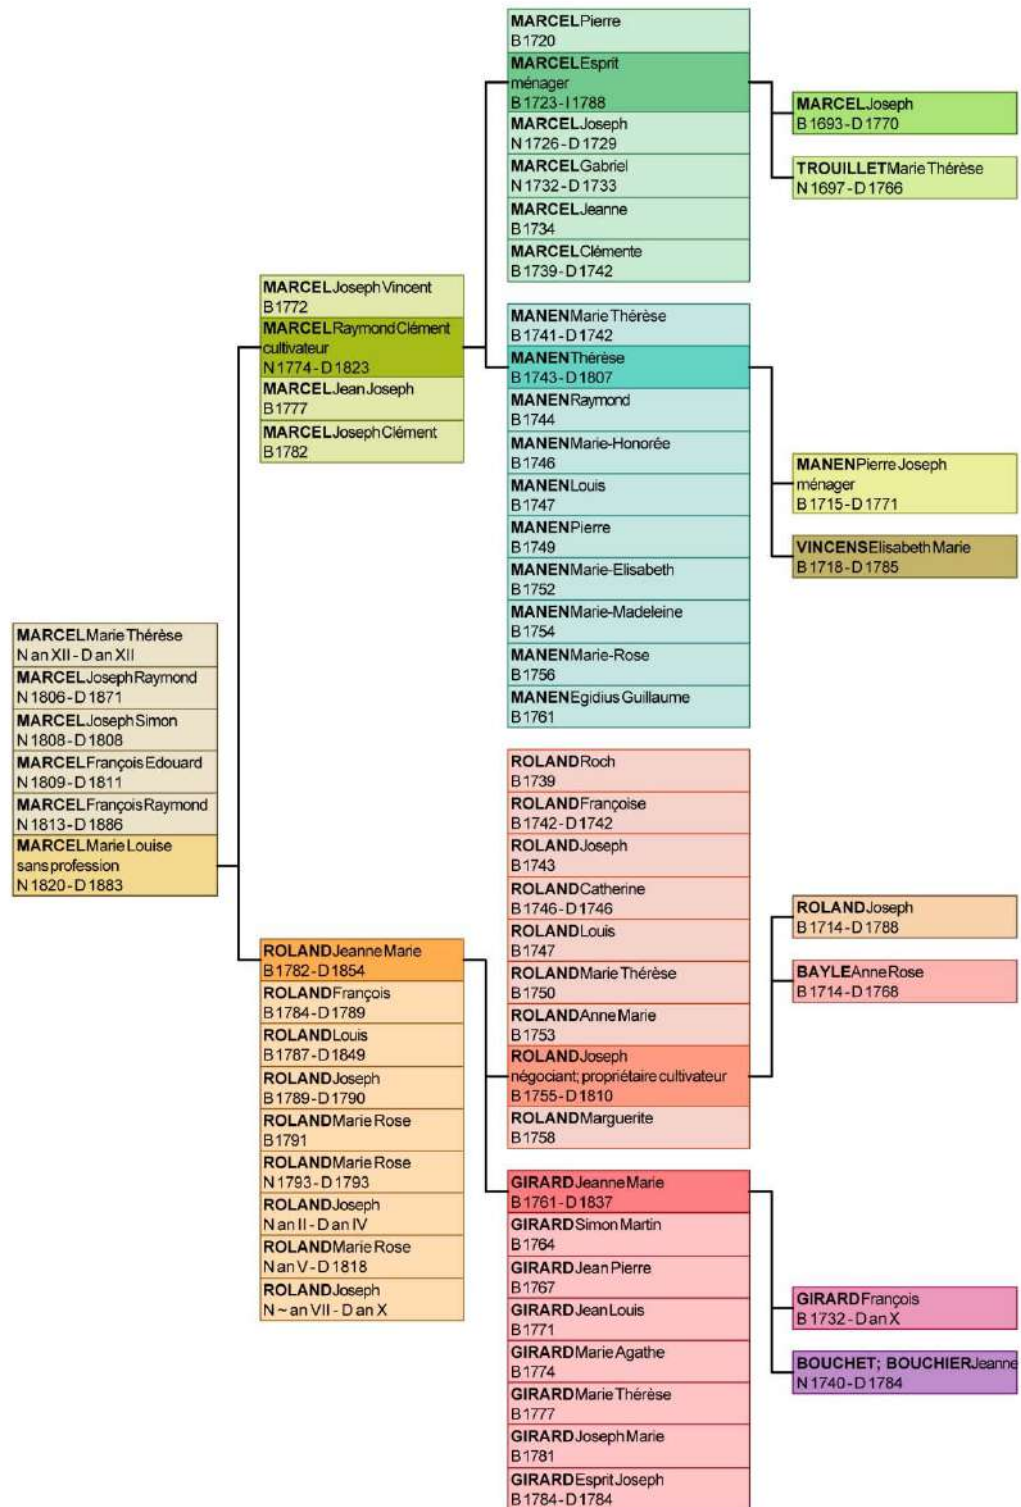 MARCEL Marie Thérèse
N an XII - D an XII
MARCEL Joseph Raymond
N 1806 - D 1871
MARCEL Joseph Simon
N 1808 - D 1808
MARCEL François Edouard
N 1809 - D 1811
MARCEL François Raymond
N 1813 - D 1886
MARCEL Marie Louise
sans profession
N 1820 - D 1883
MARCEL Joseph Vincent
B 1772
MARCEL Raymond Clément
cultivateur
N 1774 - D 1823
MARCEL Jean Joseph
B 1777
MARCEL Joseph Clément
B 1782
ROLAND Jeanne Marie
B 1782 - D 1854
ROLAND François
B 1784 - D 1789
ROLAND Louis
B 1787 - D 1849
ROLAND Joseph
B 1789 - D 1790
ROLAND Marie Rose
B 1791
ROLAND Marie Rose
N 1793 - D 1793
ROLAND Joseph
N an II - D an IV
ROLAND Marie Rose
N an V - D 1818
ROLAND Joseph
N ~ an VII - D an X
MARCEL Pierre
B 1720
MARCEL Esprit
ménager
B 1723 - I 1788
MARCEL Joseph
N 1726 - D 1729
MARCEL Gabriel
N 1732 - D 1733
MARCEL Jeanne
B 1734
MARCEL Clémente
B 1739 - D 1742
MANEN Marie Thérèse
B 1741 - D 1742
MANEN Thérèse
B 1743 - D 1807
MANEN Raymond
B 1744
MANEN Marie-Honorée
B 1746
MANEN Louis
B 1747
MANEN Pierre
B 1749
MANEN Marie-Elisabeth
B 1752
MANEN Marie-Madeleine
B 1754
MANEN Marie-Rose
B 1756
MANEN Egidius Guillaume
B 1761
ROLAND Roch
B 1739
ROLAND Françoise
B 1742 - D 1742
ROLAND Joseph
B 1743
ROLAND Catherine
B 1746 - D 1746
ROLAND Louis
B 1747
ROLAND Marie Thérèse
B 1750
ROLAND Anne Marie
B 1753
ROLAND Joseph
négociant; propriétaire cultivateur
B 1755 - D 1810
ROLAND Marguerite
B 1758
GIRARD Jeanne Marie
B 1761 - D 1837
GIRARD Simon Martin
B 1764
GIRARD Jean Pierre
B 1767
GIRARD Jean Louis
B 1771
GIRARD Marie Agathe
B 1774
GIRARD Marie Thérèse
B 1777
GIRARD Joseph Marie
B 1781
GIRARD Esprit Joseph
B 1784 - D 1784
MARCEL Joseph
B 1693 - D 1770
TROUILLET Marie Thérèse
N 1697 - D 1766
MANEN Pierre Joseph
ménager
B 1715 - D 1771
VINCENS Elisabeth Marie
B 1718 - D 1785
ROLAND Joseph
B 1714 - D 1788
BAYLE Anne Rose
B 1714 - D 1768
GIRARD François
B 1732 - D an X
BOUCHET; BOUCHIER Jeanne
N 1740 - D 1784